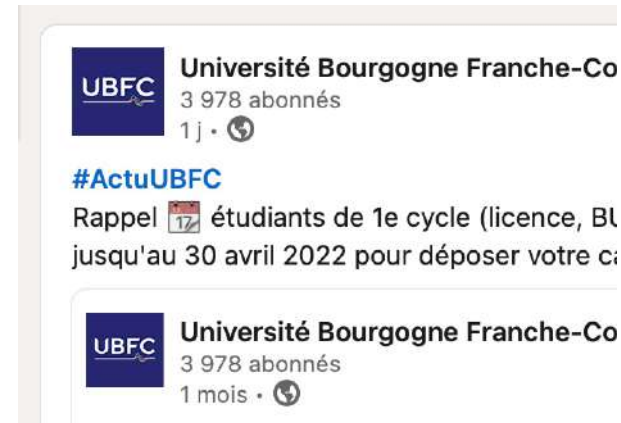 UBFC
Université Bourgogne Franche-Co
3 978 abonnés
1 j •
#ActuUBFC
Rappel 📅 étudiants de 1e cycle (licence, BU
jusqu'au 30 avril 2022 pour déposer votre ca
UBFC
Université Bourgogne Franche-Co
3 978 abonnés
1 mois •